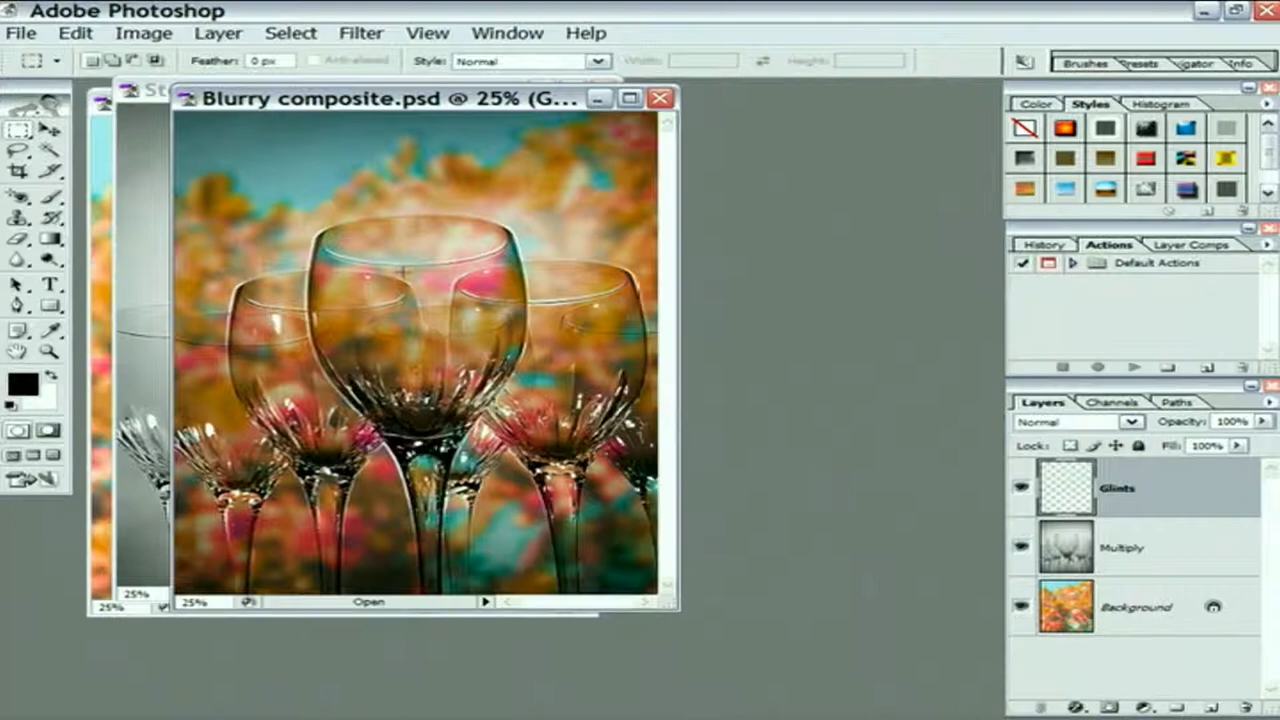 Adobe Photoshop
File Edit Image Layer Select Filter View Window Help
Feather: 0 px Anti-aliased Style: Normal Width: Height:
Brushes Presets vigator Info
St
Blurry composite.psd @ 25% (G...
Color Styles Histogram
History Actions Layer Comps
Default Actions
Layers Channels Paths
Normal Opacity: 100%
Lock: Fill: 100%
Glints
Multiply
Background
25%
25%
25% Open
T